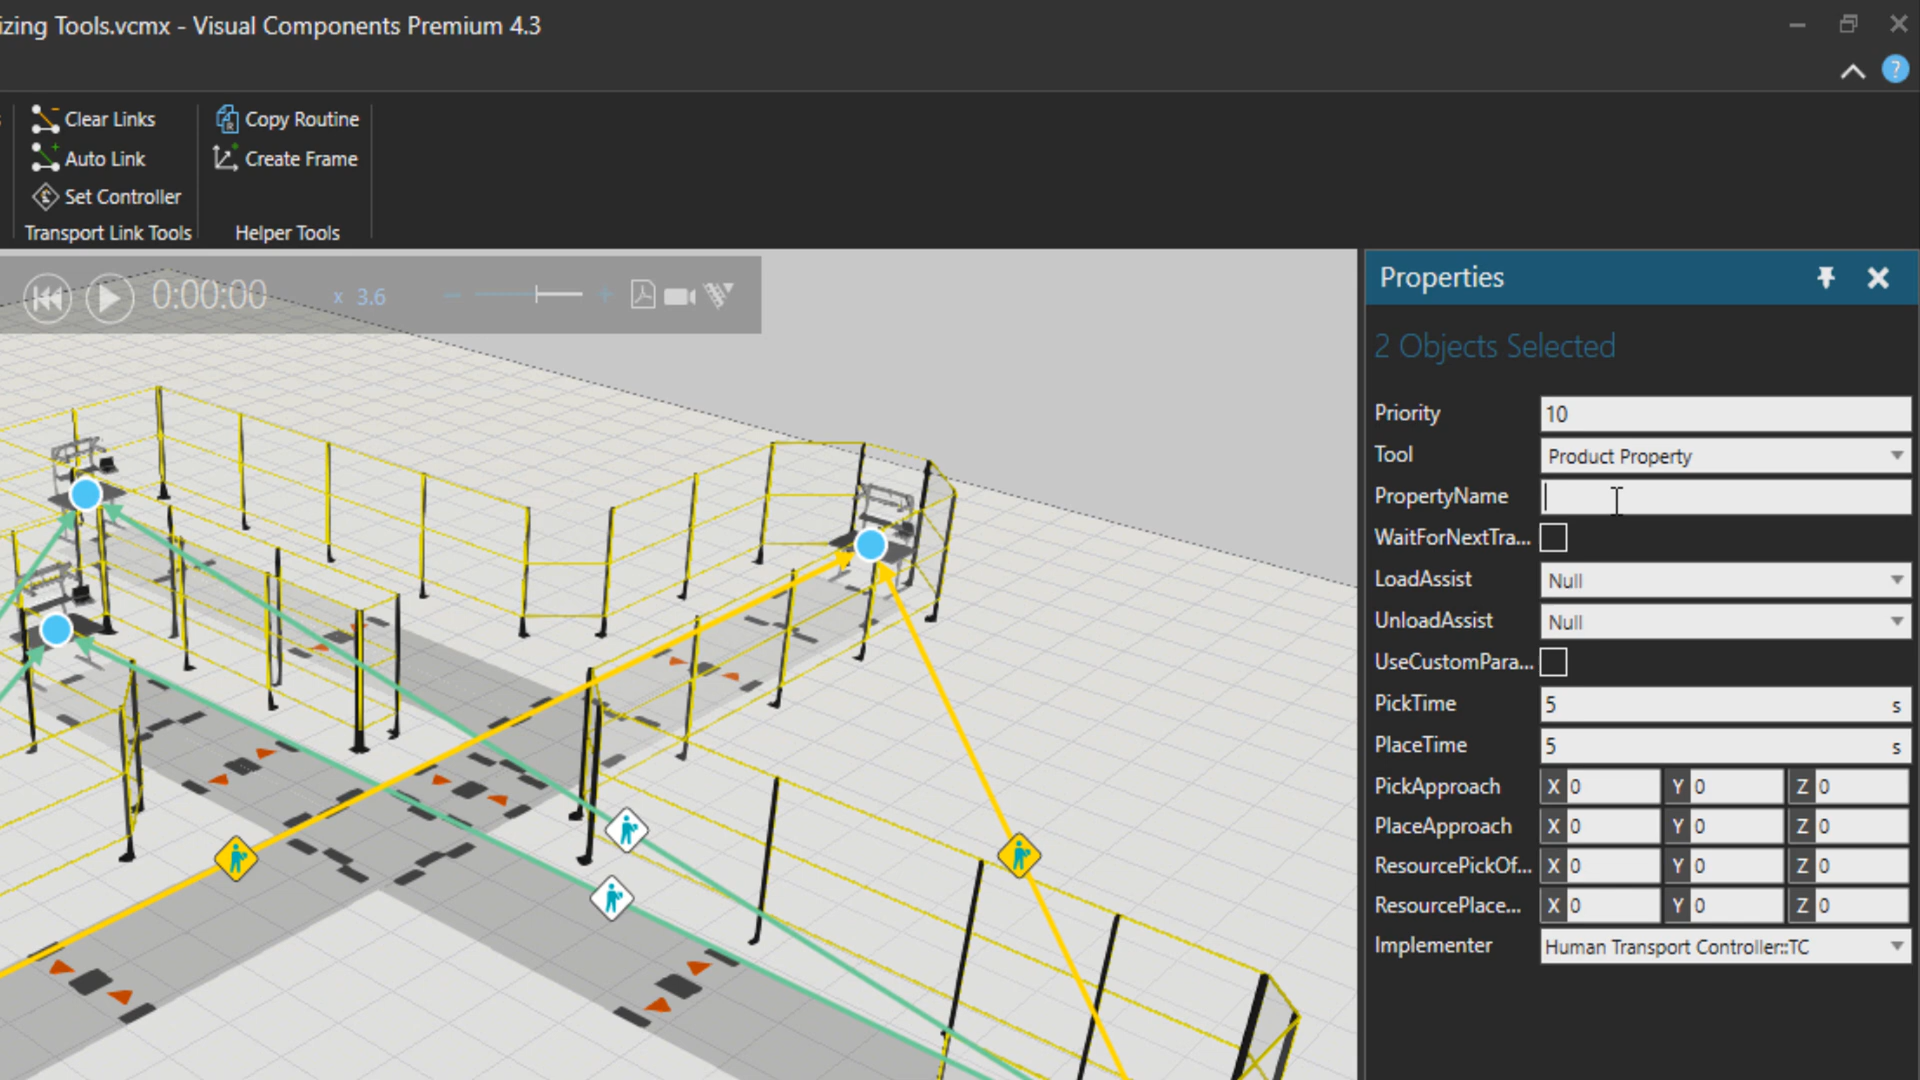 izing Tools.vcmx - Visual Components Premium 4.3
?
Clear Links
Auto Link
Set Controller
Transport Link Tools
Copy Routine
Create Frame
Helper Tools
0:00:00
x 3.6
Properties
2 Objects Selected
Priority 10
Tool Product Property
PropertyName
WaitForNextTra...
LoadAssist Null
UnloadAssist Null
UseCustomPara...
PickTime 5 s
PlaceTime 5 s
PickApproach X 0 Y 0 Z 0
PlaceApproach X 0 Y 0 Z 0
ResourcePickOf... X 0 Y 0 Z 0
ResourcePlace... X 0 Y 0 Z 0
Implementer Human Transport Controller::TC